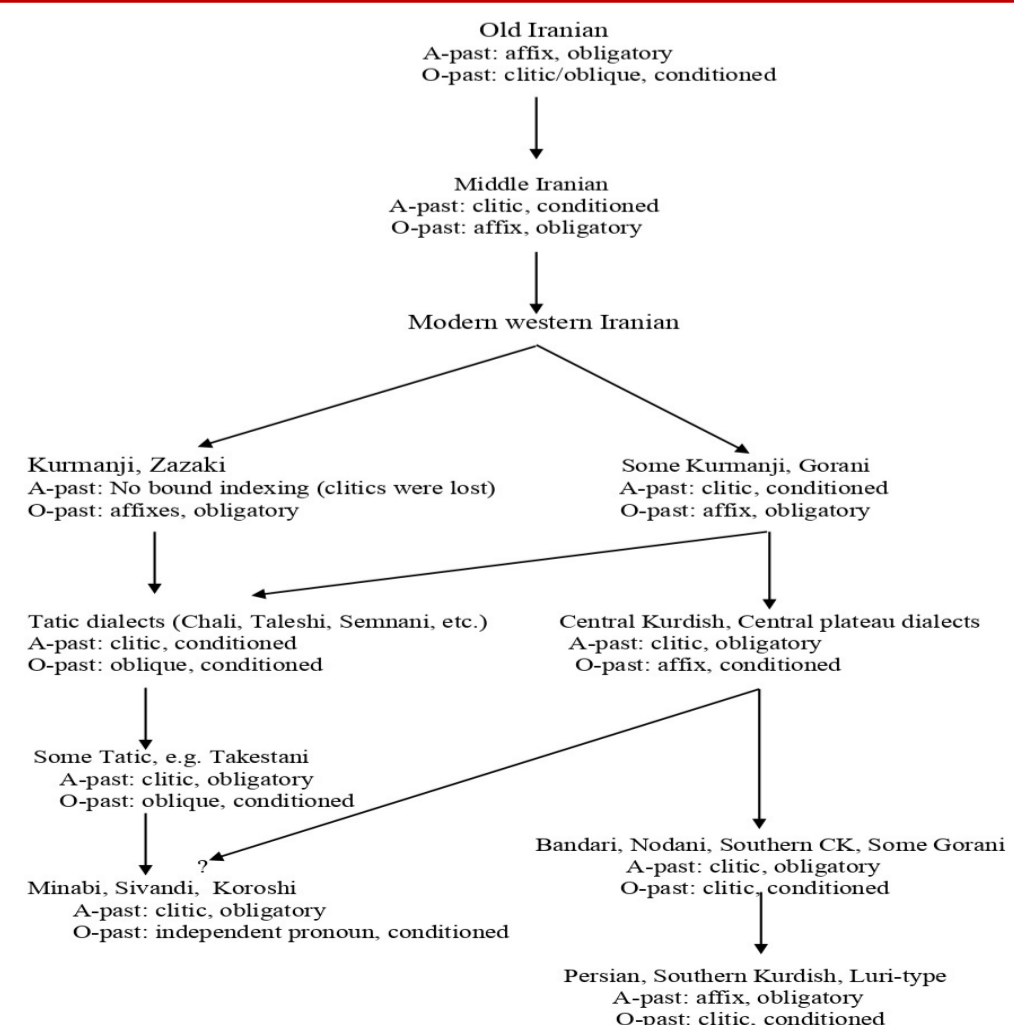 Old Iranian
A-past: affix, obligatory
O-past: clitic/oblique, conditioned
Middle Iranian
A-past: clitic, conditioned
O-past: affix, obligatory
Modern western Iranian
Kurmanji, Zazaki
A-past: No bound indexing (clitics were lost)
O-past: affixes, obligatory
Some Kurmanji, Gorani
A-past: clitic, conditioned
O-past: affix, obligatory
Tatic dialects (Chali, Taleshi, Semnani, etc.)
A-past: clitic, conditioned
O-past: oblique, conditioned
Central Kurdish, Central plateau dialects
A-past: clitic, obligatory
O-past: affix, conditioned
Some Tatic, e.g. Takestani
A-past: clitic, obligatory
O-past: oblique, conditioned
?
Minabi, Sivandi, Koroshi
A-past: clitic, obligatory
O-past: independent pronoun, conditioned
Bandari, Nodani, Southern CK, Some Gorani
A-past: clitic, obligatory
O-past: clitic, conditioned
Persian, Southern Kurdish, Luri-type
A-past: affix, obligatory
O-past: clitic, conditioned